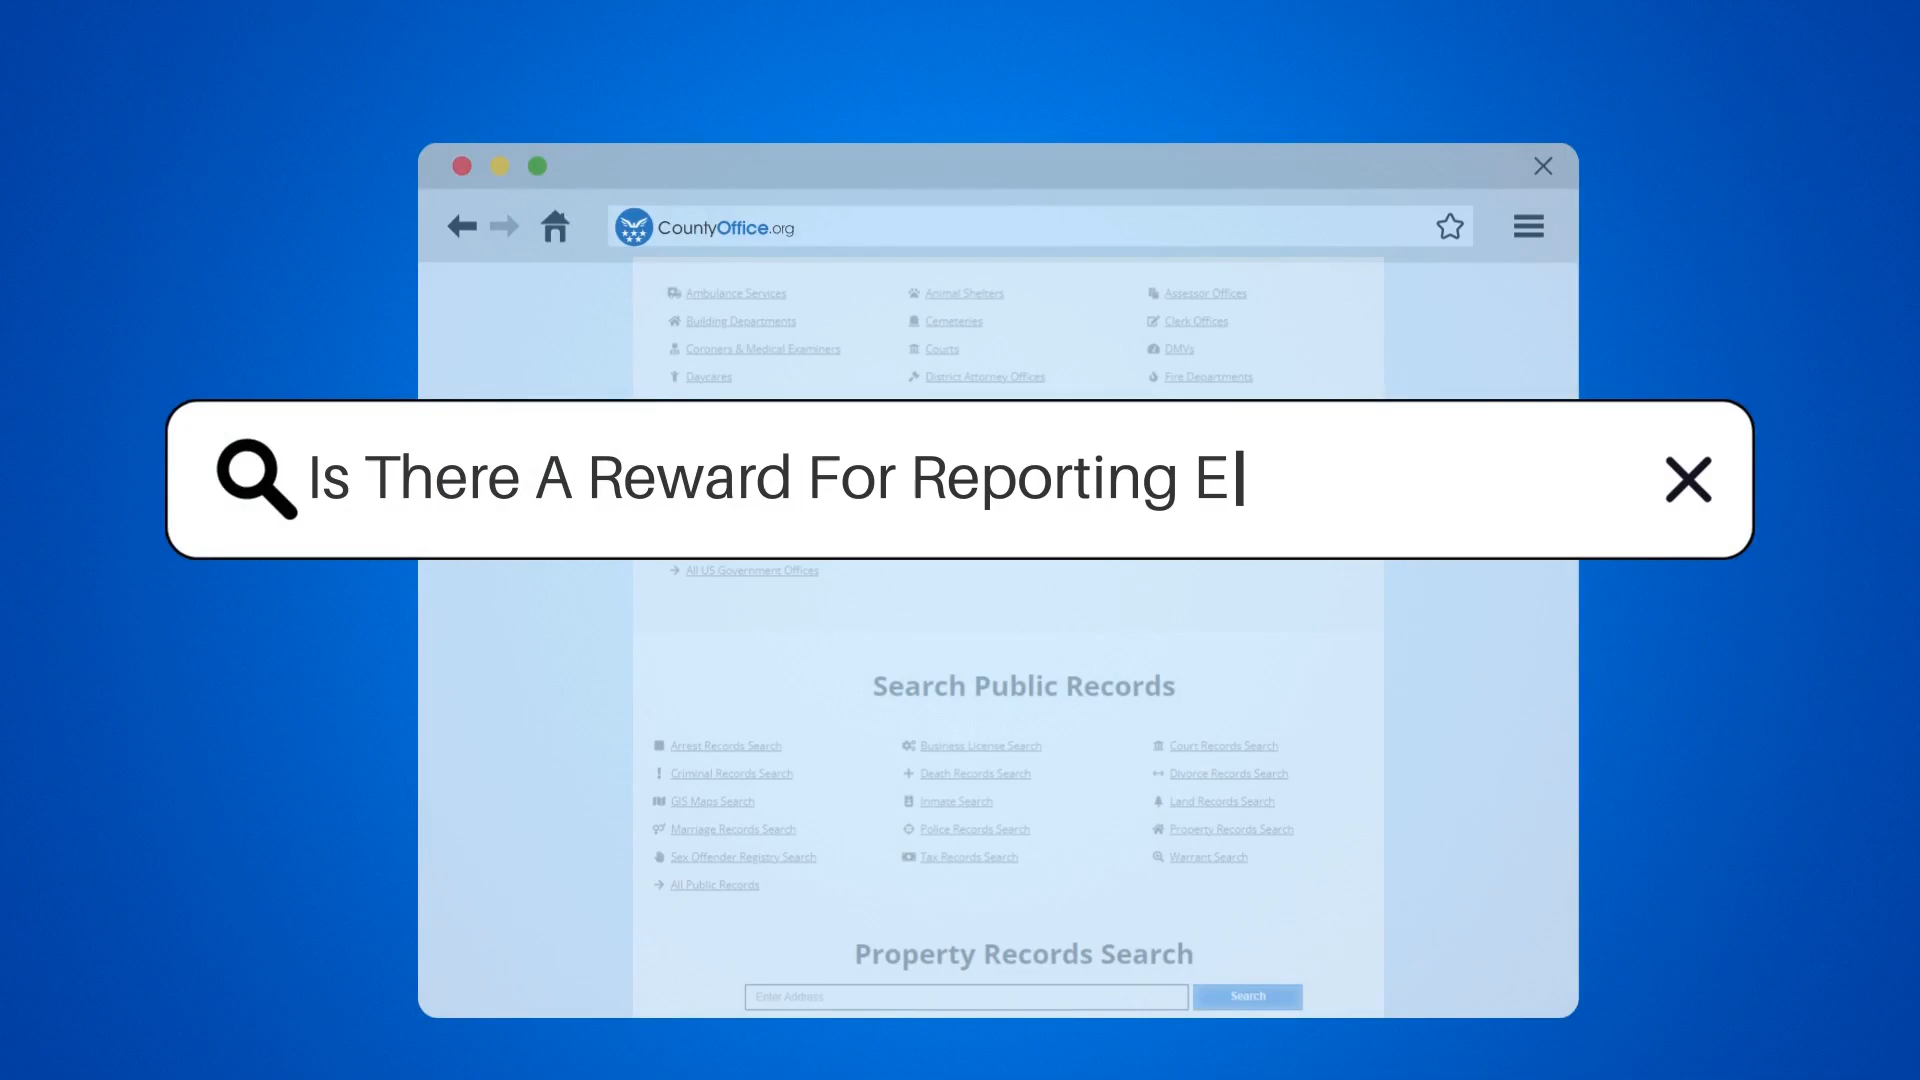 CountyOffice.org
Ambulance Services Animal Shelters Assessor Offices
Building Departments Cemeteries Clerk Offices
Coroners & Medical Examiners Courts DMVs
Daycares District Attorney Offices Fire Departments
Is There A Reward For Reporting E
All US Government Offices
Search Public Records
Arrest Records Search Business License Search Court Records Search
Criminal Records Search Death Records Search Divorce Records Search
GIS Maps Search Inmate Search Land Records Search
Marriage Records Search Police Records Search Property Records Search
Sex Offender Registry Search Tax Records Search Warrant Search
All Public Records
Property Records Search
Enter Address Search